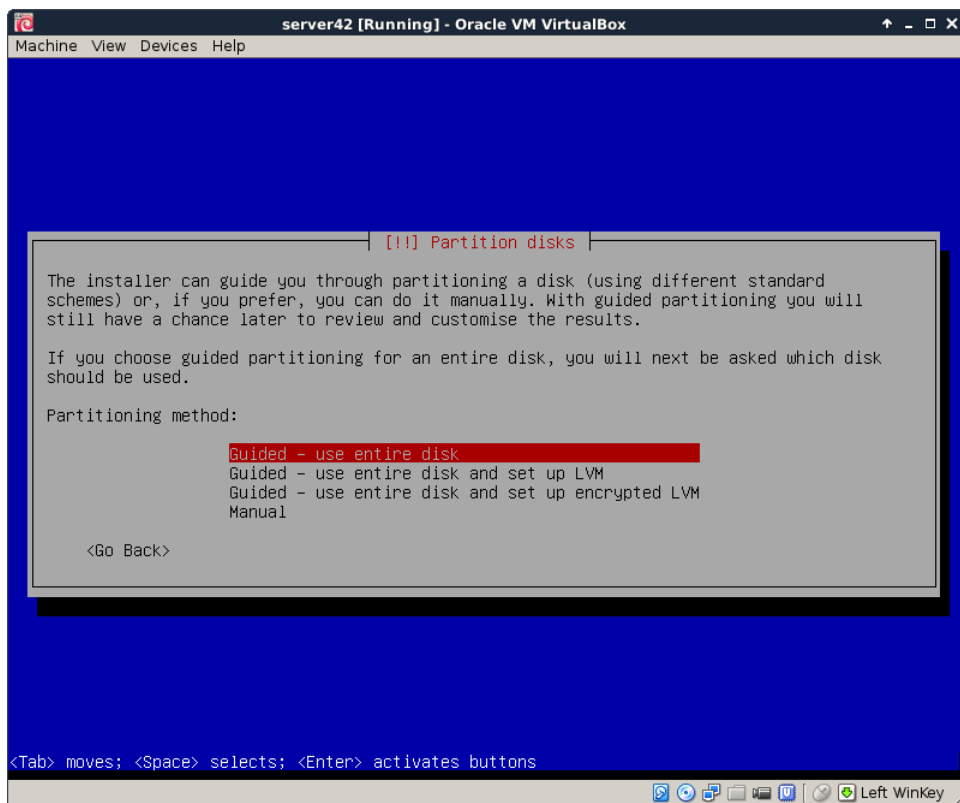 server42 [Running] - Oracle VM VirtualBox
Machine View Devices Help
[!!] Partition disks
The installer can guide you through partitioning a disk (using different standard
schemes) or, if you prefer, you can do it manually. With guided partitioning you will
still have a chance later to review and customise the results.
If you choose guided partitioning for an entire disk, you will next be asked which disk
should be used.
Partitioning method:
Guided - use entire disk
Guided - use entire disk and set up LVM
Guided - use entire disk and set up encrypted LVM
Manual
<Go Back>
<Tab> moves; <Space> selects; <Enter> activates buttons
Left WinKey